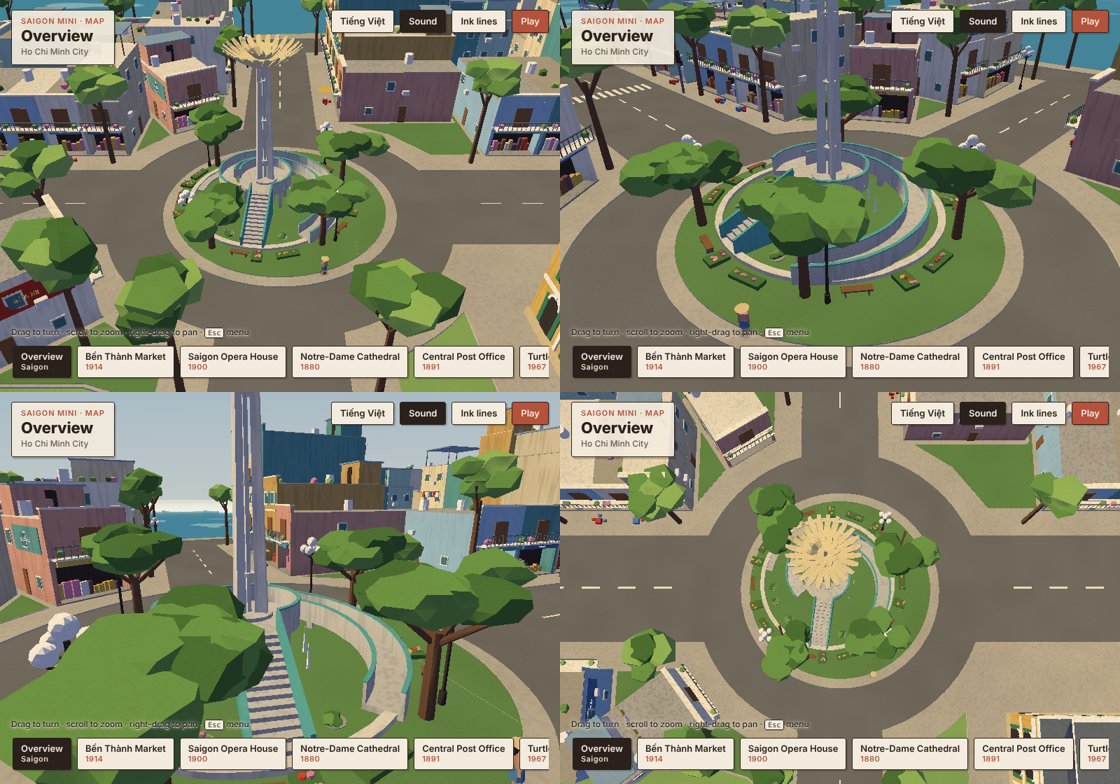 SAIGON MINI · MAP
Overview
Ho Chi Minh City
Tiếng Việt
Sound
Ink lines
Play
Drag to turn · scroll to zoom · right-drag to pan · Esc menu
Overview
Saigon
Bến Thành Market
1914
Saigon Opera House
1900
Notre-Dame Cathedral
1880
Central Post Office
1891
Turtl
1967
SAIGON MINI · MAP
Overview
Ho Chi Minh City
Tiếng Việt
Sound
Ink lines
Play
Drag to turn · scroll to zoom · right-drag to pan · Esc menu
Overview
Saigon
Bến Thành Market
1914
Saigon Opera House
1900
Notre-Dame Cathedral
1880
Central Post Office
1891
Turtl
1967
SAIGON MINI · MAP
Overview
Ho Chi Minh City
Tiếng Việt
Sound
Ink lines
Play
Drag to turn · scroll to zoom · right-drag to pan · Esc menu
Overview
Saigon
Bến Thành Market
1914
Saigon Opera House
1900
Notre-Dame Cathedral
1880
Central Post Office
1891
Turtl
1967
SAIGON MINI · MAP
Overview
Ho Chi Minh City
Tiếng Việt
Sound
Ink lines
Play
Drag to turn · scroll to zoom · right-drag to pan · Esc menu
Overview
Saigon
Bến Thành Market
1914
Saigon Opera House
1900
Notre-Dame Cathedral
1880
Central Post Office
1891
Turtl
1967